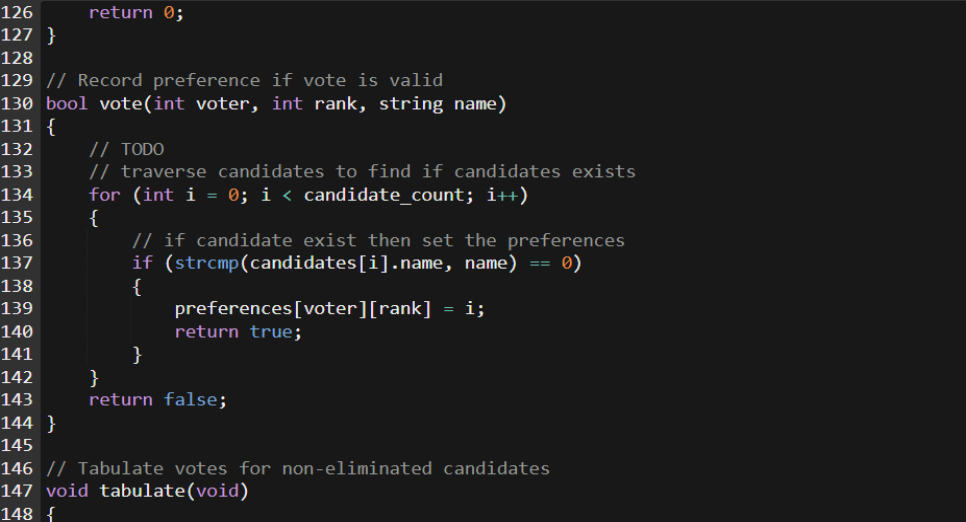 126     return 0;
127 }
128
129 // Record preference if vote is valid
130 bool vote(int voter, int rank, string name)
131 {
132     // TODO
133     // traverse candidates to find if candidates exists
134     for (int i = 0; i < candidate_count; i++)
135     {
136         // if candidate exist then set the preferences
137         if (strcmp(candidates[i].name, name) == 0)
138         {
139             preferences[voter][rank] = i;
140             return true;
141         }
142     }
143     return false;
144 }
145
146 // Tabulate votes for non-eliminated candidates
147 void tabulate(void)
148 {